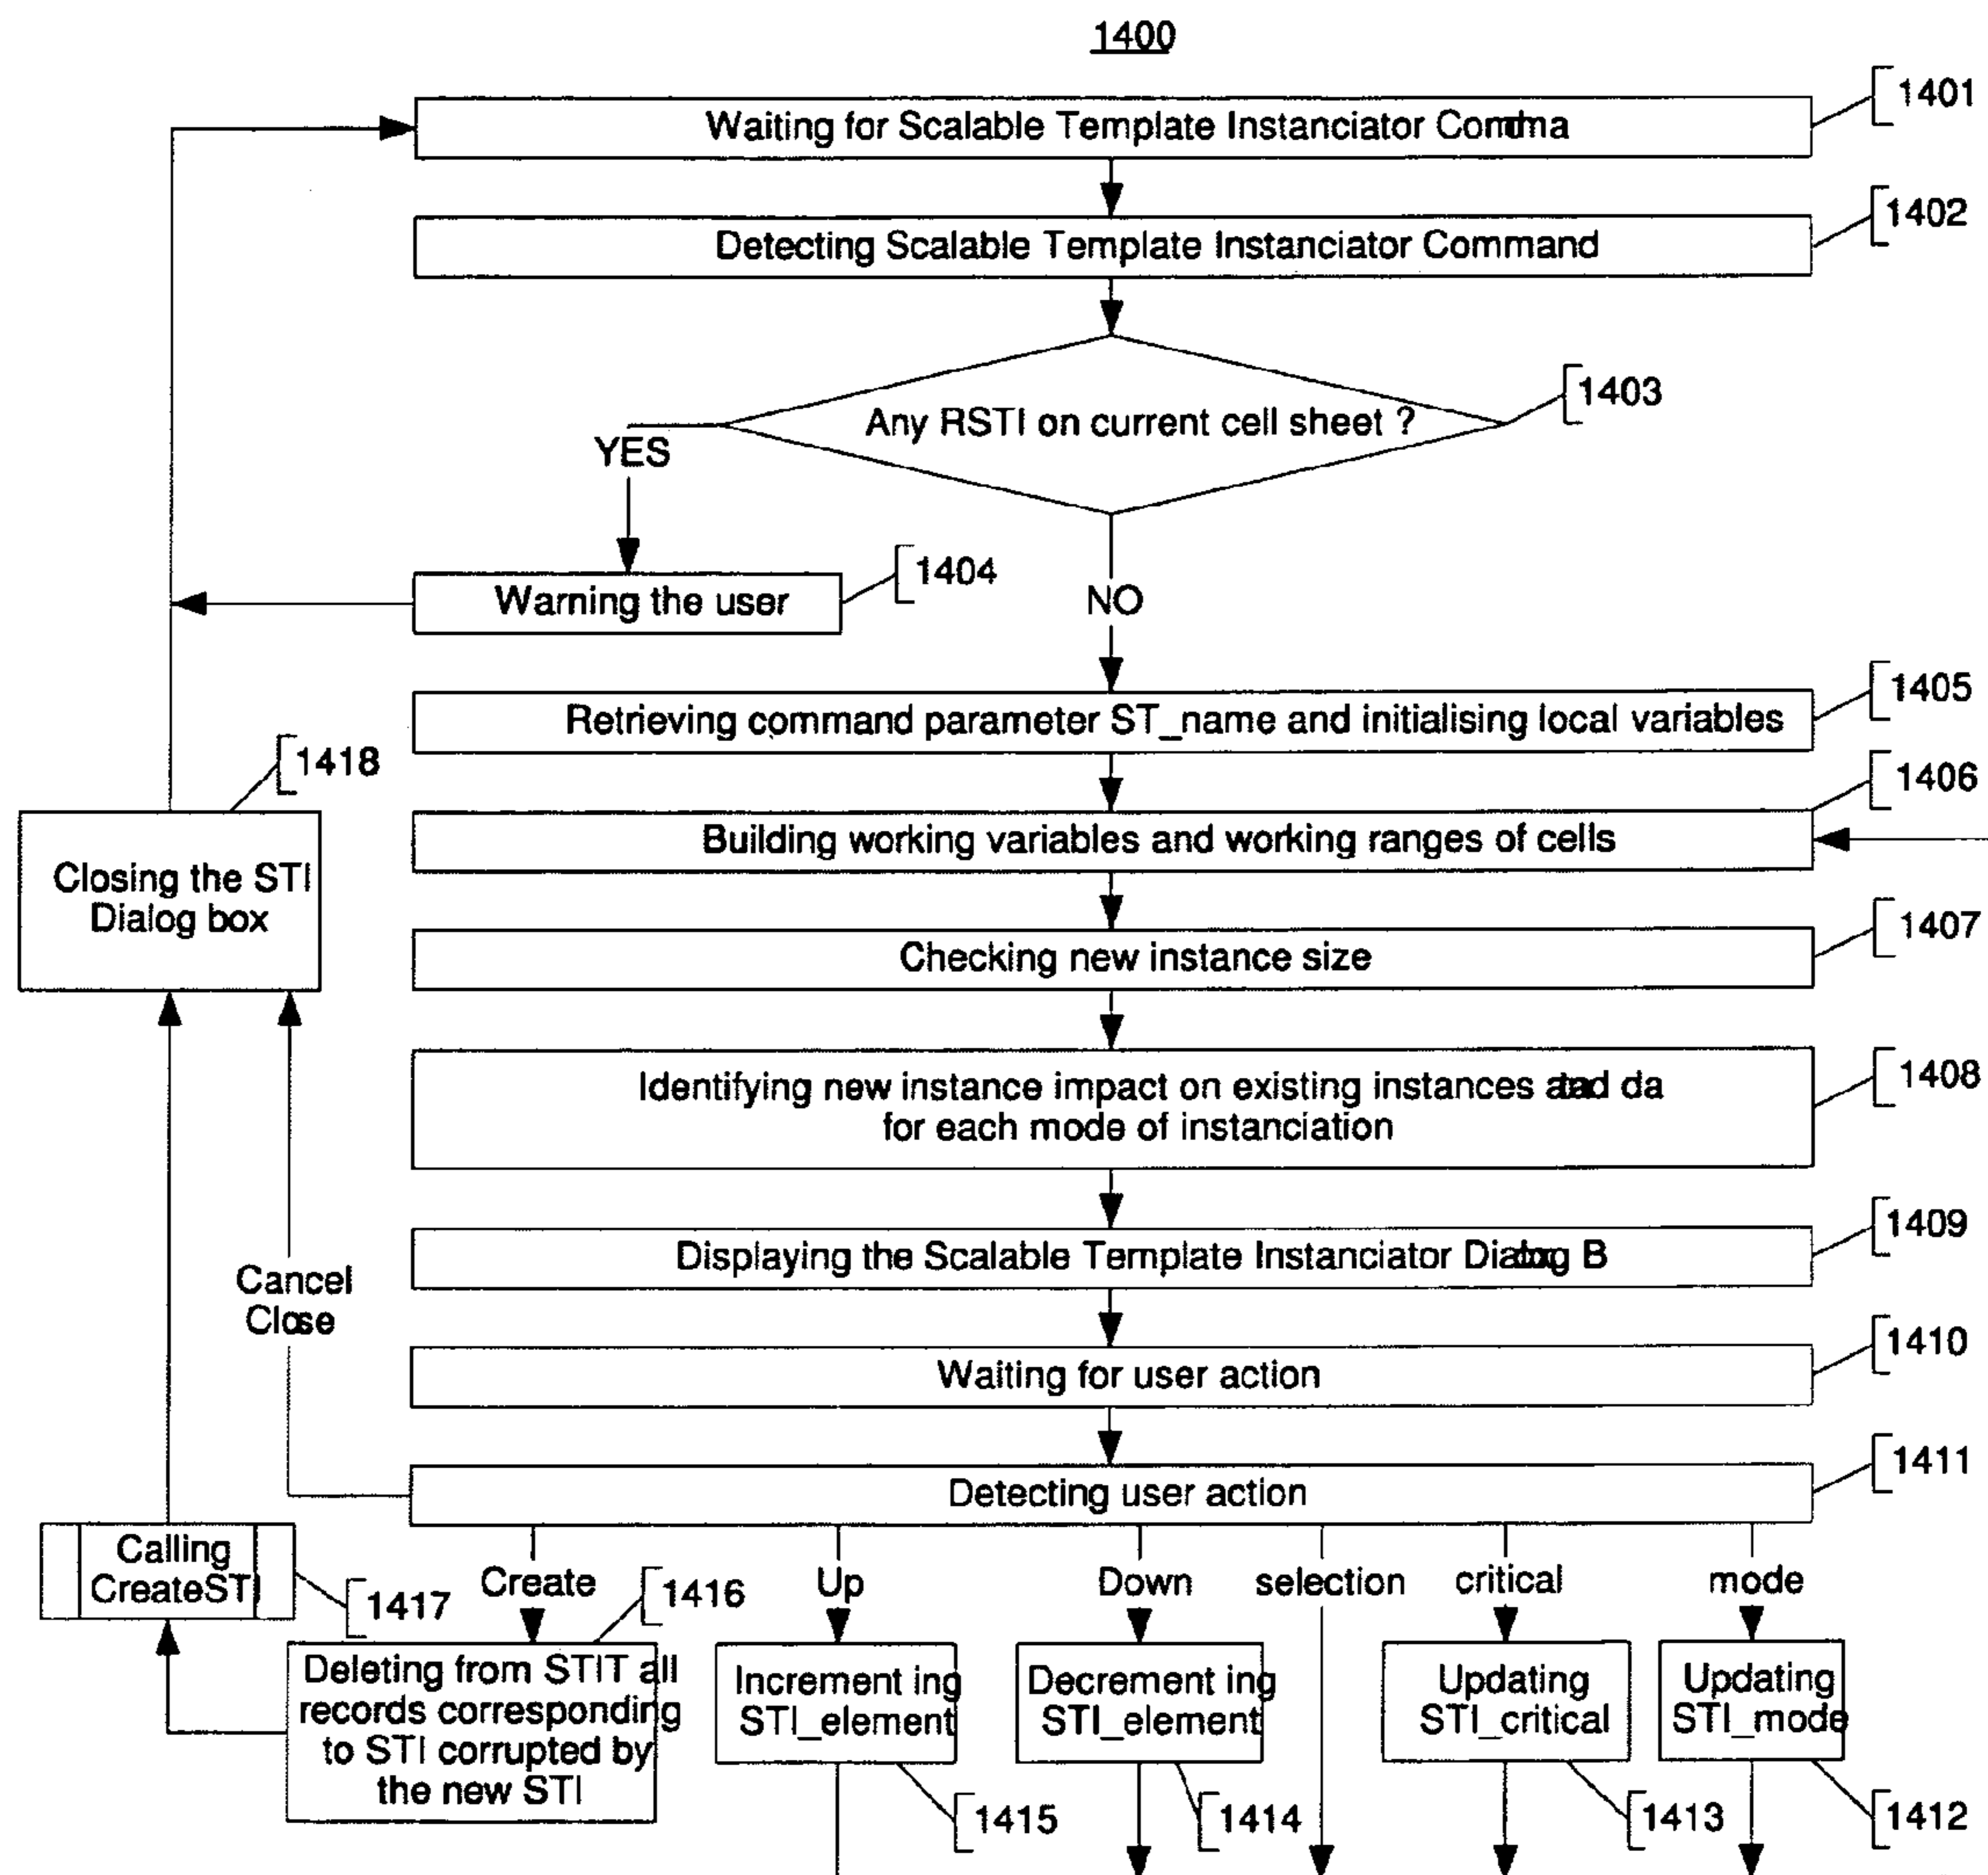 1400
1401
Waiting for Scalable Template Instanciator Comma
1402
Detecting Scalable Template Instanciator Command
1403
Any RSTI on current cell sheet ?
YES
1404
Warning the user
NO
1405
Retrieving command parameter ST_name and initialising local variables
1418
1406
Building working variables and working ranges of cells
Closing the STI
Dialog box
1407
Checking new instance size
1408
Identifying new instance impact on existing instances and da
for each mode of instanciation
1409
Displaying the Scalable Template Instanciator Dialog B
Cancel
Close
1410
Waiting for user action
1411
Detecting user action
Calling
CreateSTI
1417
Create
1416
Up
Down
selection
critical
mode
Deleting from STIT all
records corresponding
to STI corrupted by
the new STI
Increment ing
STI_element
Decrement ing
STI_element
Updating
STI_critical
Updating
STI_mode
1415
1414
1413
1412